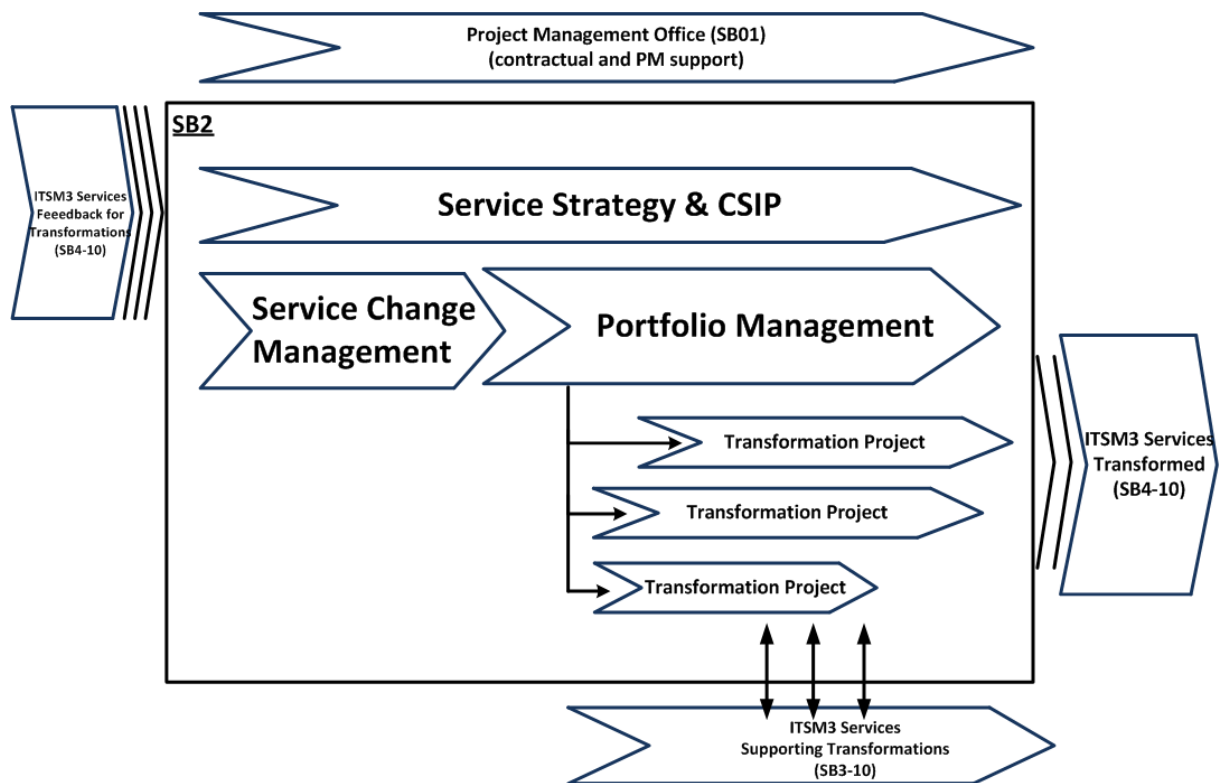 Project Management Office (SB01)
(contractual and PM support)
SB2
ITSM3 Services
Feeedback for
Transformations
(SB4-10)
Service Strategy & CSIP
Service Change
Management
Portfolio Management
Transformation Project
Transformation Project
Transformation Project
ITSM3 Services
Transformed
(SB4-10)
ITSM3 Services
Supporting Transformations
(SB3-10)